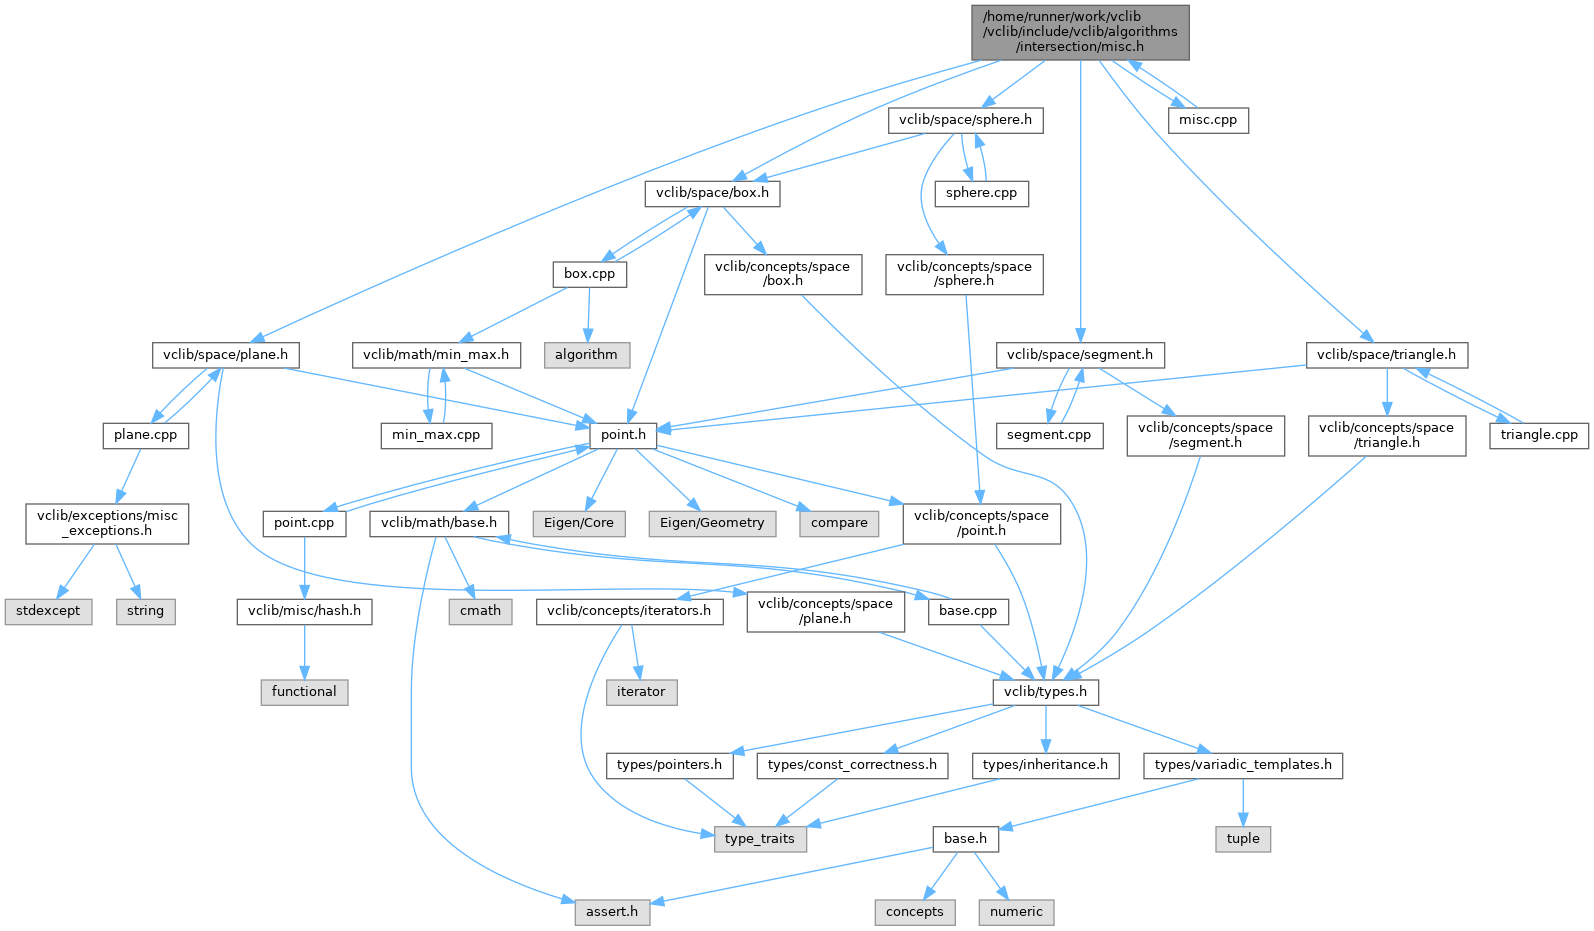 /home/runner/work/vclib
/vclib/include/vclib/algorithms
/intersection/misc.h
vclib/space/sphere.h
misc.cpp
vclib/space/box.h
sphere.cpp
box.cpp
vclib/concepts/space
/box.h
vclib/concepts/space
/sphere.h
vclib/space/plane.h
vclib/math/min_max.h
algorithm
vclib/space/segment.h
vclib/space/triangle.h
plane.cpp
min_max.cpp
point.h
segment.cpp
vclib/concepts/space
/segment.h
vclib/concepts/space
/triangle.h
triangle.cpp
vclib/exceptions/misc
_exceptions.h
point.cpp
vclib/math/base.h
Eigen/Core
Eigen/Geometry
compare
vclib/concepts/space
/point.h
stdexcept
string
vclib/misc/hash.h
cmath
vclib/concepts/iterators.h
vclib/concepts/space
/plane.h
base.cpp
functional
iterator
vclib/types.h
types/pointers.h
types/const_correctness.h
types/inheritance.h
types/variadic_templates.h
type_traits
base.h
tuple
assert.h
concepts
numeric